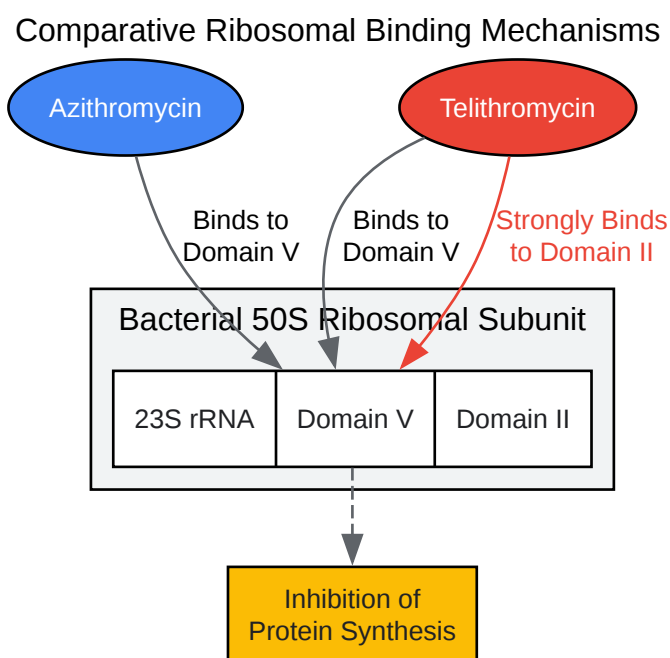 Comparative Ribosomal Binding Mechanisms
Azithromycin
Telithromycin
Binds to
Domain V
Binds to
Domain V
Strongly Binds
to Domain II
Bacterial 50S Ribosomal Subunit
23S rRNA
Domain V
Domain II
Inhibition of
Protein Synthesis